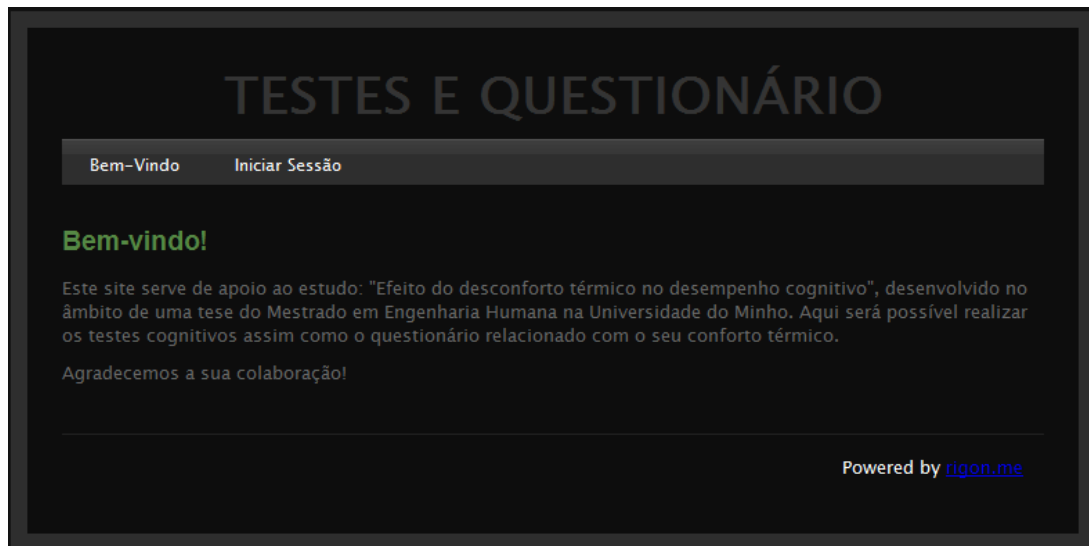 TESTES E QUESTIONÁRIO
Bem-Vindo Iniciar Sessão
Bem-vindo!
Este site serve de apoio ao estudo: "Efeito do desconforto térmico no desempenho cognitivo", desenvolvido no
âmbito de uma tese do Mestrado em Engenharia Humana na Universidade do Minho. Aqui será possível realizar
os testes cognitivos assim como o questionário relacionado com o seu conforto térmico.
Agradecemos a sua colaboração!
Powered by rigon.me